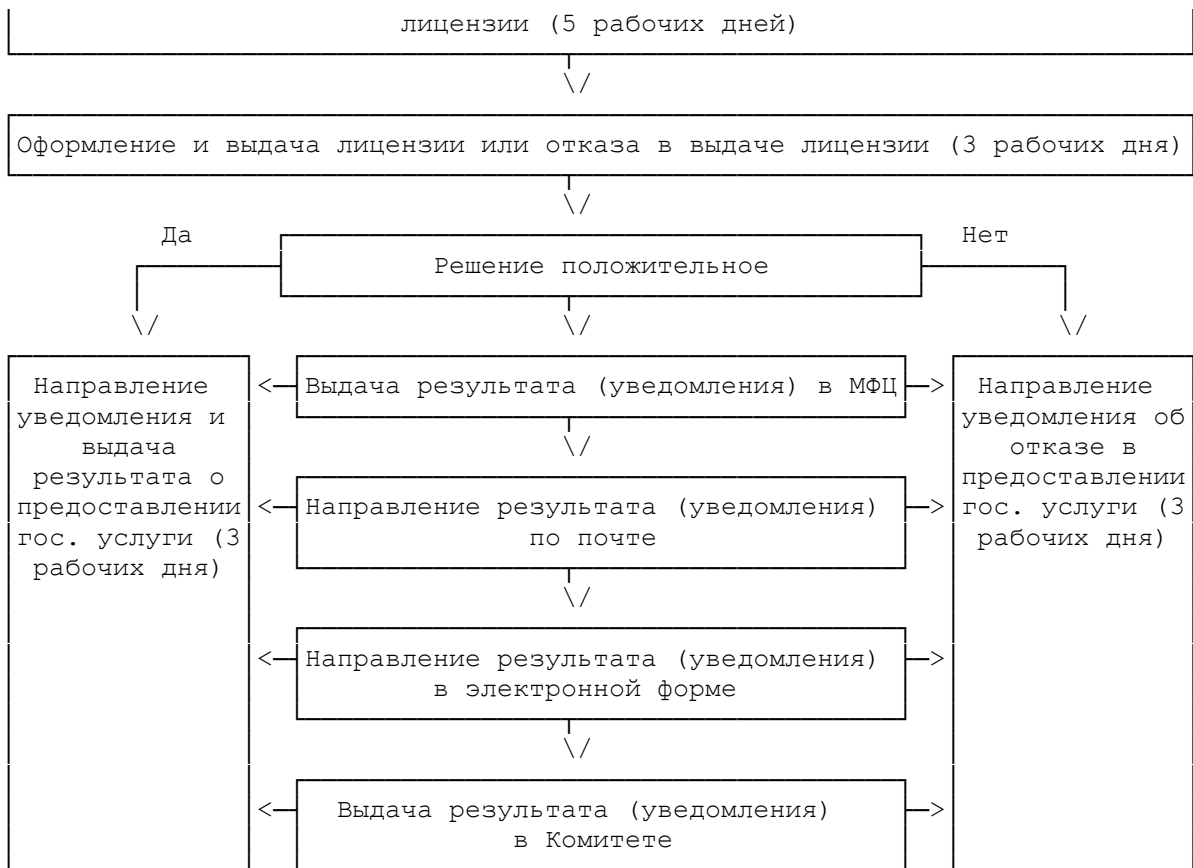 лицензии (5 рабочих дней)
\/
Оформление и выдача лицензии или отказа в выдаче лицензии (3 рабочих дня)
\/
Да
Нет
Решение положительное
\/
\/
\/
Направление
уведомления и
выдача
результата о
предоставлении
гос. услуги (3
рабочих дня)
<
Выдача результата (уведомления) в МФЦ
>
\/
<
Направление результата (уведомления)
по почте
>
\/
<
Направление результата (уведомления)
в электронной форме
>
\/
<
Выдача результата (уведомления)
в Комитете
>
Направление
уведомления об
отказе в
предоставлении
гос. услуги (3
рабочих дня)